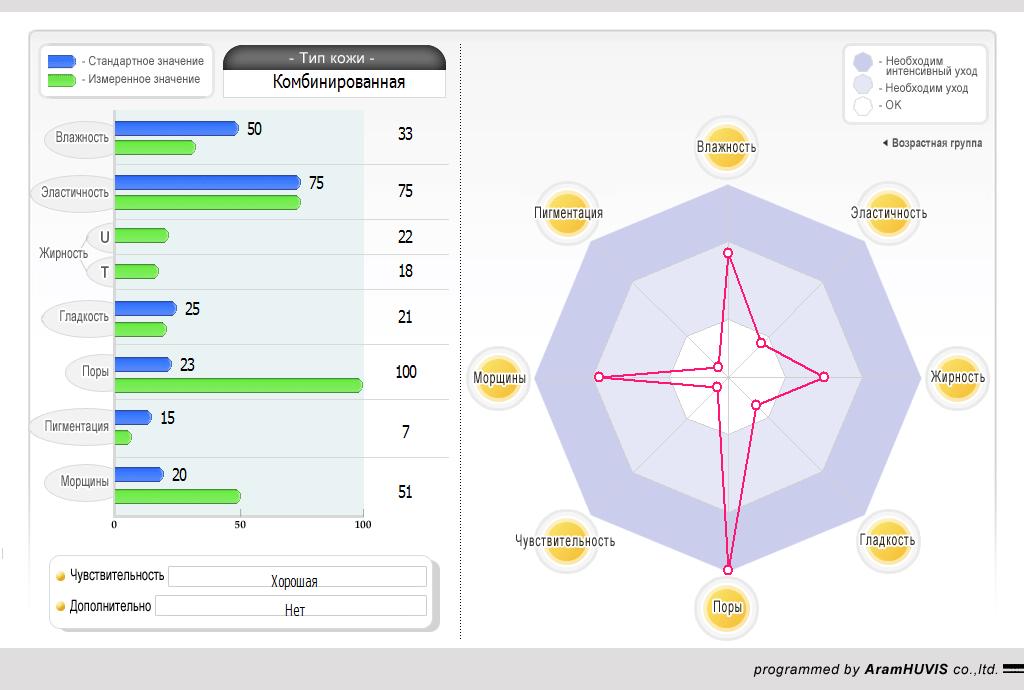 - Стандартное значение
- Измеренное значение
- Тип кожи -
Комбинированная
Влажность
50
33
Эластичность
75
75
Жирность
U
22
T
18
Гладкость
25
21
Поры
23
100
Пигментация
15
7
Морщины
20
51
0
50
100
Чувствительность
Хорошая
Дополнительно
Нет
- Необходим
интенсивный уход
- Необходим уход
- OK
Возрастная группа
Влажность
Пигментация
Эластичность
Морщины
Жирность
Чувствительность
Гладкость
Поры
programmed by AramHUVIS co.,ltd.